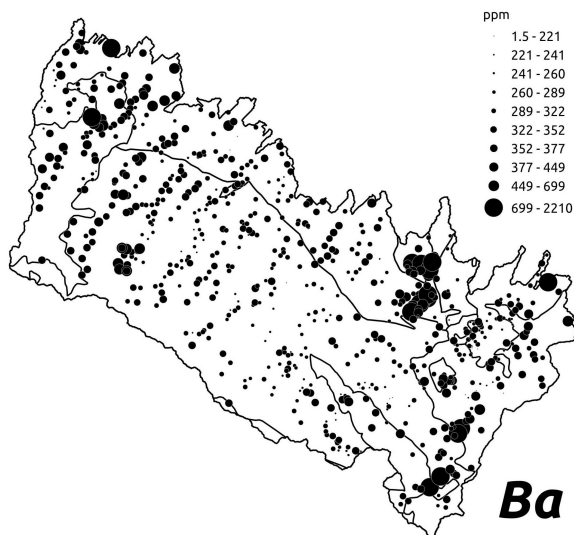 ppm
1.5 - 221
221 - 241
241 - 260
260 - 289
289 - 322
322 - 352
352 - 377
377 - 449
449 - 699
699 - 2210
Ba